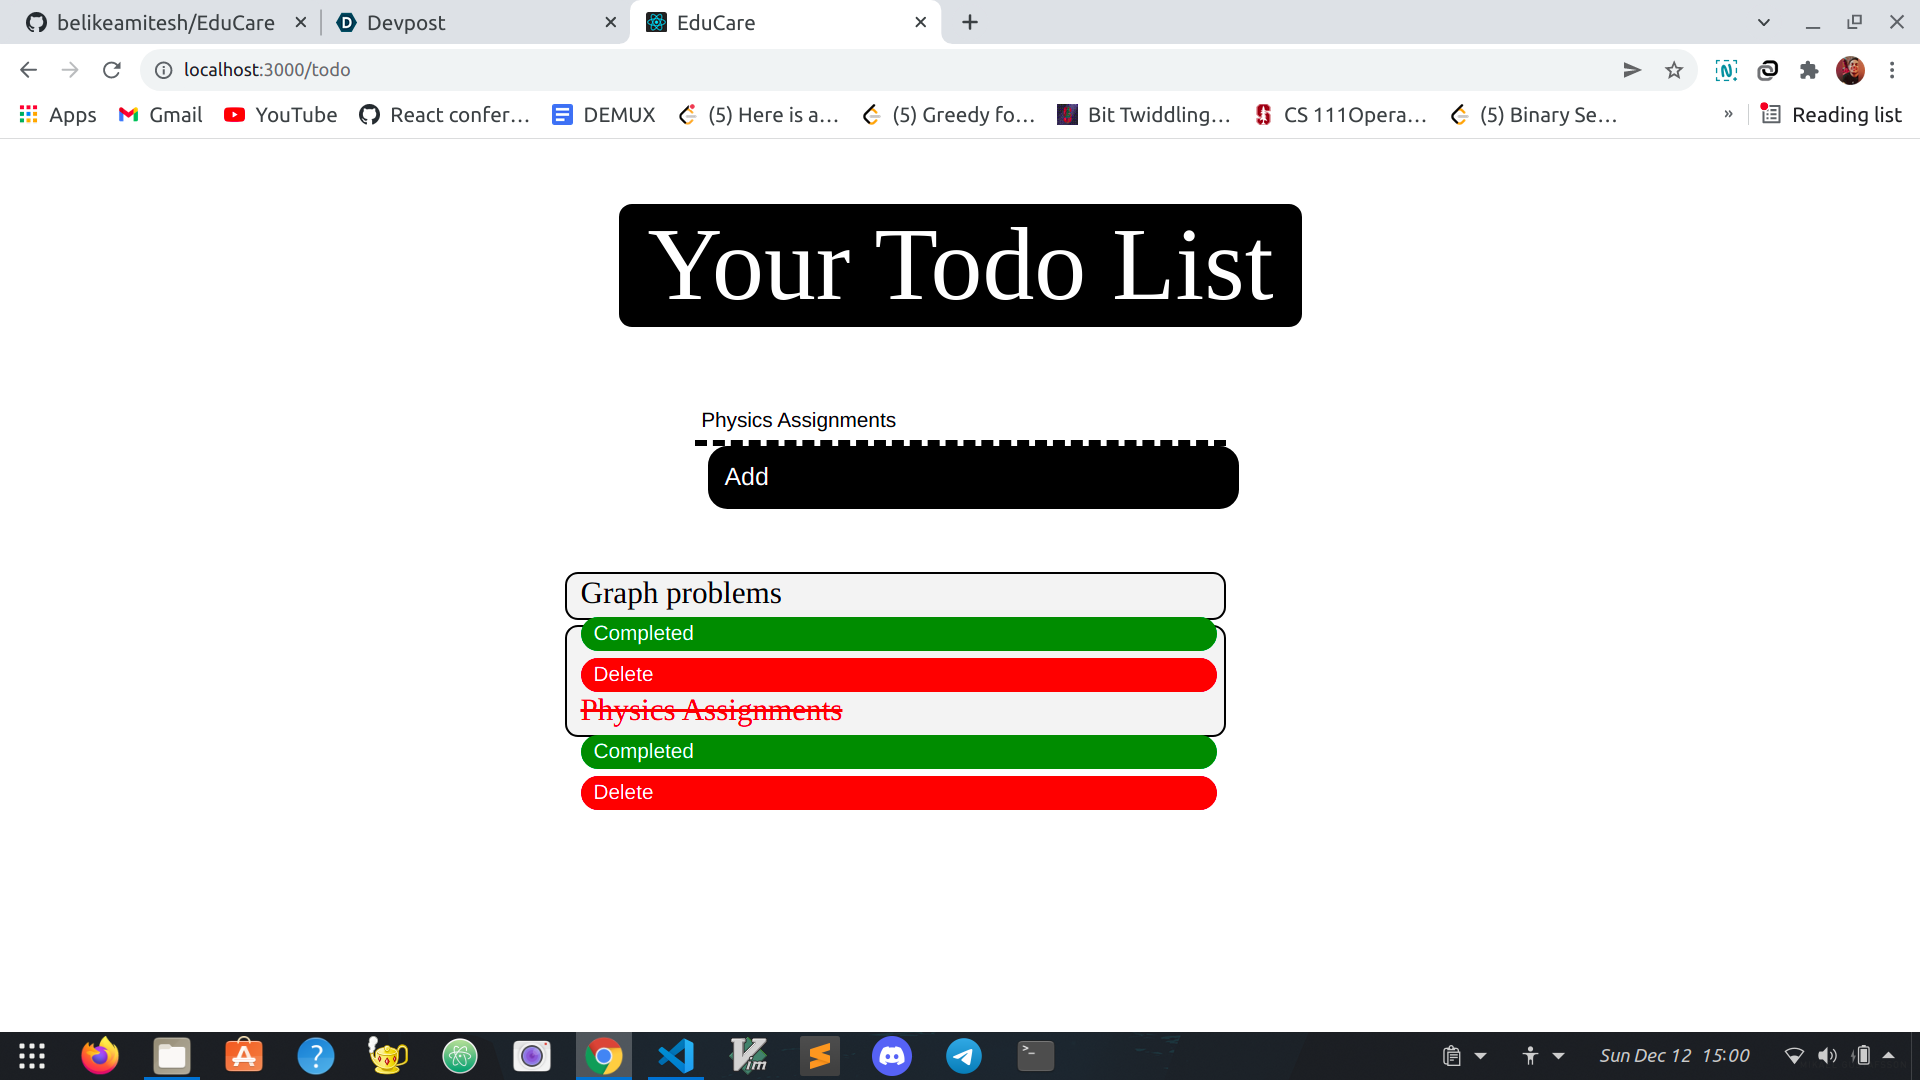 belikeamitesh/EduCare
Devpost
EduCare
localhost:3000/todo
Apps
Gmail
YouTube
React confer...
DEMUX
(5) Here is a...
(5) Greedy fo...
Bit Twiddling...
CS 111Opera...
(5) Binary Se...
»
Reading list
Your Todo List
Physics Assignments
Add
Graph problems
Completed
Delete
Physics Assignments
Completed
Delete
Sun Dec 12 15:00